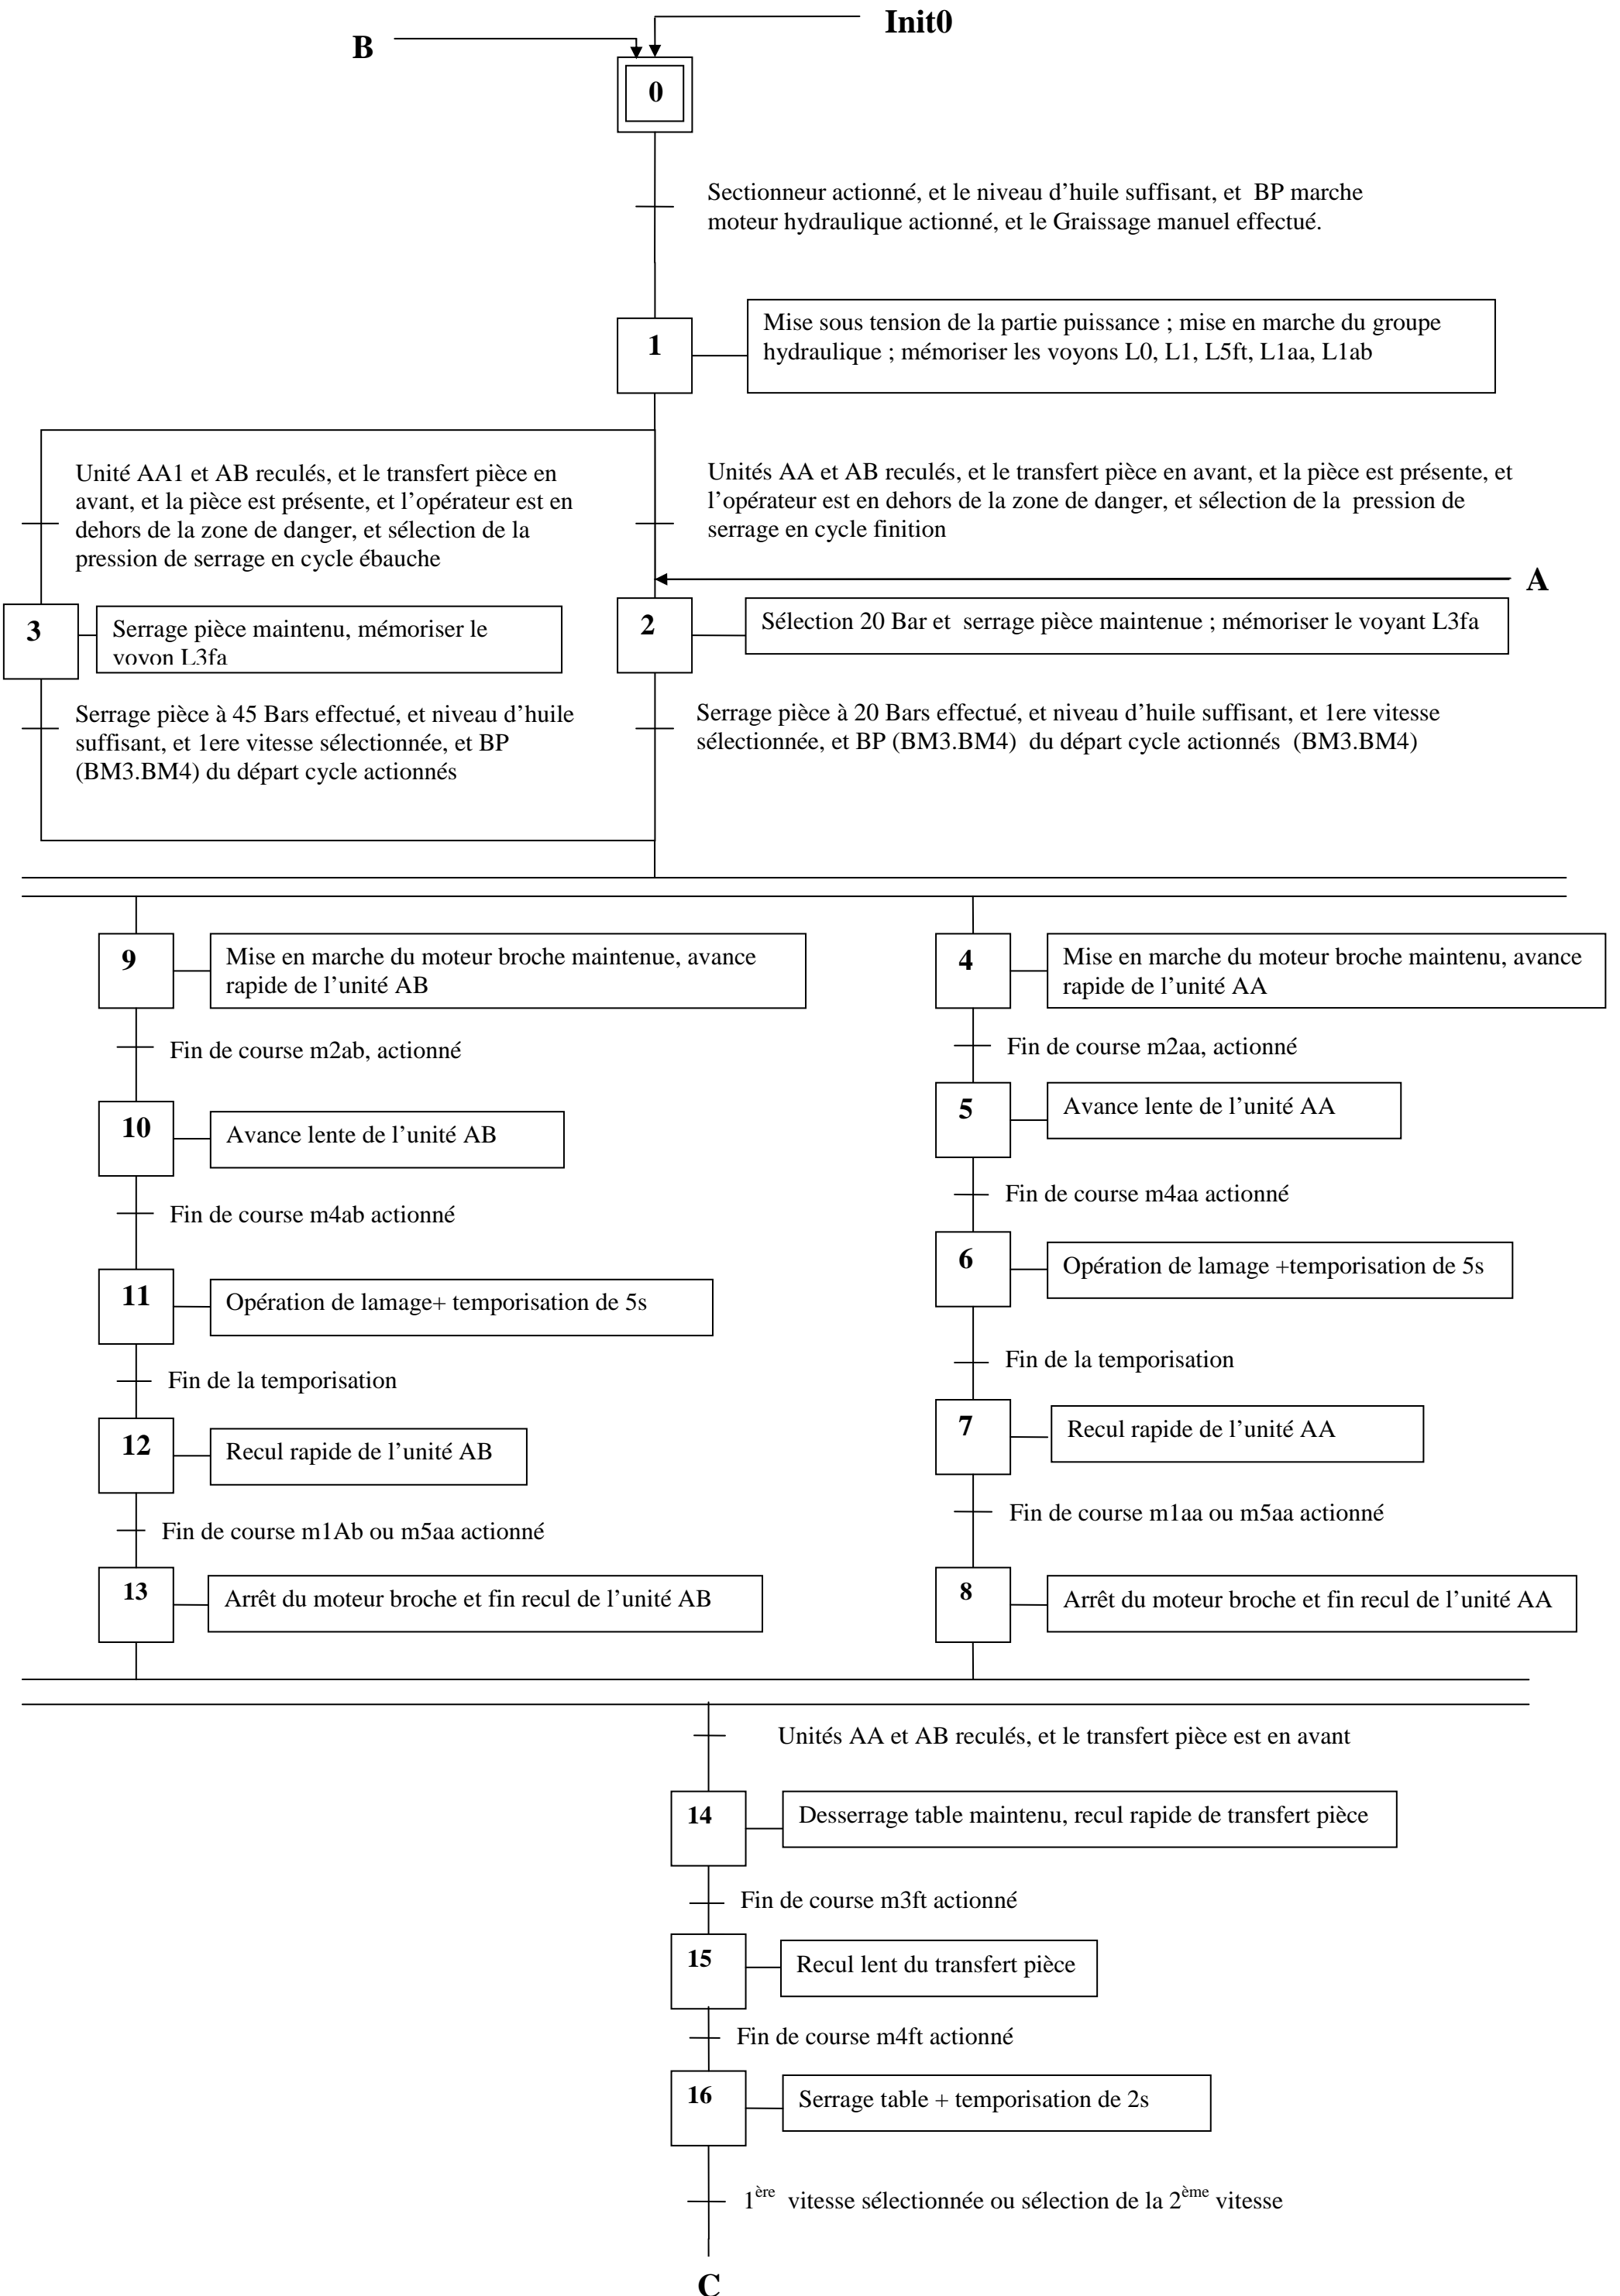 Init0
B
0
Sectionneur actionné, et le niveau d'huile suffisant, et BP marche
moteur hydraulique actionné, et le Graissage manuel effectué.
1
Mise sous tension de la partie puissance ; mise en marche du groupe
hydraulique ; mémoriser les voyons L0, L1, L5ft, L1aa, L1ab
Unité AA1 et AB reculés, et le transfert pièce en
avant, et la pièce est présente, et l'opérateur est en
dehors de la zone de danger, et sélection de la
pression de serrage en cycle ébauche
Unités AA et AB reculés, et le transfert pièce en avant, et la pièce est présente, et
l'opérateur est en dehors de la zone de danger, et sélection de la pression de
serrage en cycle finition
A
3
Serrage pièce maintenu, mémoriser le
voyon L3fa
2
Sélection 20 Bar et serrage pièce maintenue ; mémoriser le voyant L3fa
Serrage pièce à 45 Bars effectué, et niveau d'huile
suffisant, et 1ere vitesse sélectionnée, et BP
(BM3.BM4) du départ cycle actionnés
Serrage pièce à 20 Bars effectué, et niveau d'huile suffisant, et 1ere vitesse
sélectionnée, et BP (BM3.BM4) du départ cycle actionnés (BM3.BM4)
9
Mise en marche du moteur broche maintenue, avance
rapide de l'unité AB
4
Mise en marche du moteur broche maintenu, avance
rapide de l'unité AA
Fin de course m2ab, actionné
Fin de course m2aa, actionné
10
Avance lente de l'unité AB
5
Avance lente de l'unité AA
Fin de course m4ab actionné
Fin de course m4aa actionné
11
Opération de lamage+ temporisation de 5s
6
Opération de lamage +temporisation de 5s
Fin de la temporisation
Fin de la temporisation
12
Recul rapide de l'unité AB
7
Recul rapide de l'unité AA
Fin de course m1Ab ou m5aa actionné
Fin de course m1aa ou m5aa actionné
13
Arrêt du moteur broche et fin recul de l'unité AB
8
Arrêt du moteur broche et fin recul de l'unité AA
Unités AA et AB reculés, et le transfert pièce est en avant
14
Desserrage table maintenu, recul rapide de transfert pièce
Fin de course m3ft actionné
15
Recul lent du transfert pièce
Fin de course m4ft actionné
16
Serrage table + temporisation de 2s
1ère vitesse sélectionnée ou sélection de la 2ème vitesse
C